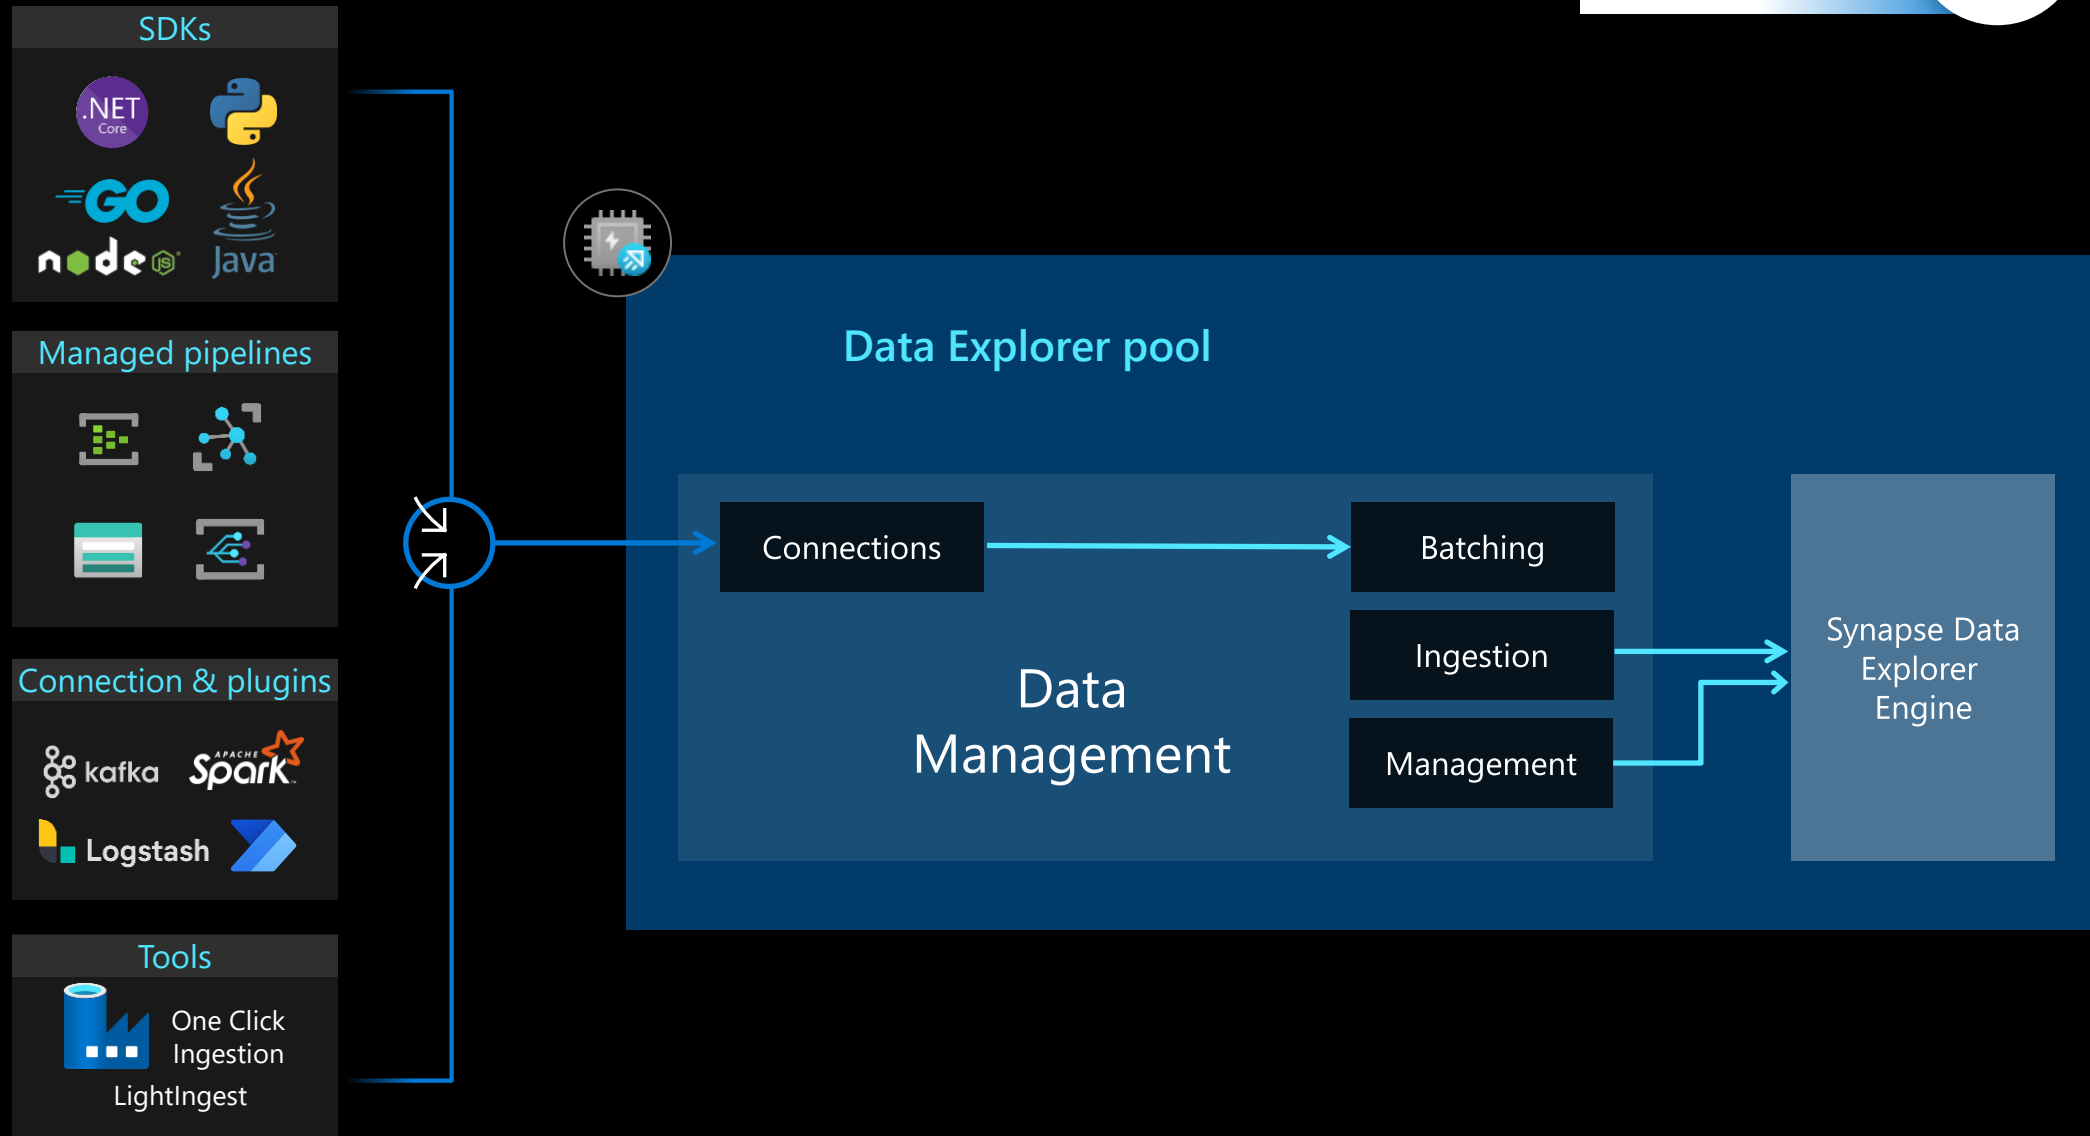 SDKs
.NET
Core
GO
node
JS
Java
Managed pipelines
Connection & plugins
kafka
APACHE
Spark
TM
Logstash
Tools
One Click
Ingestion
LightIngest
Data Explorer pool
Connections
Batching
Ingestion
Management
Data
Management
Synapse Data
Explorer
Engine